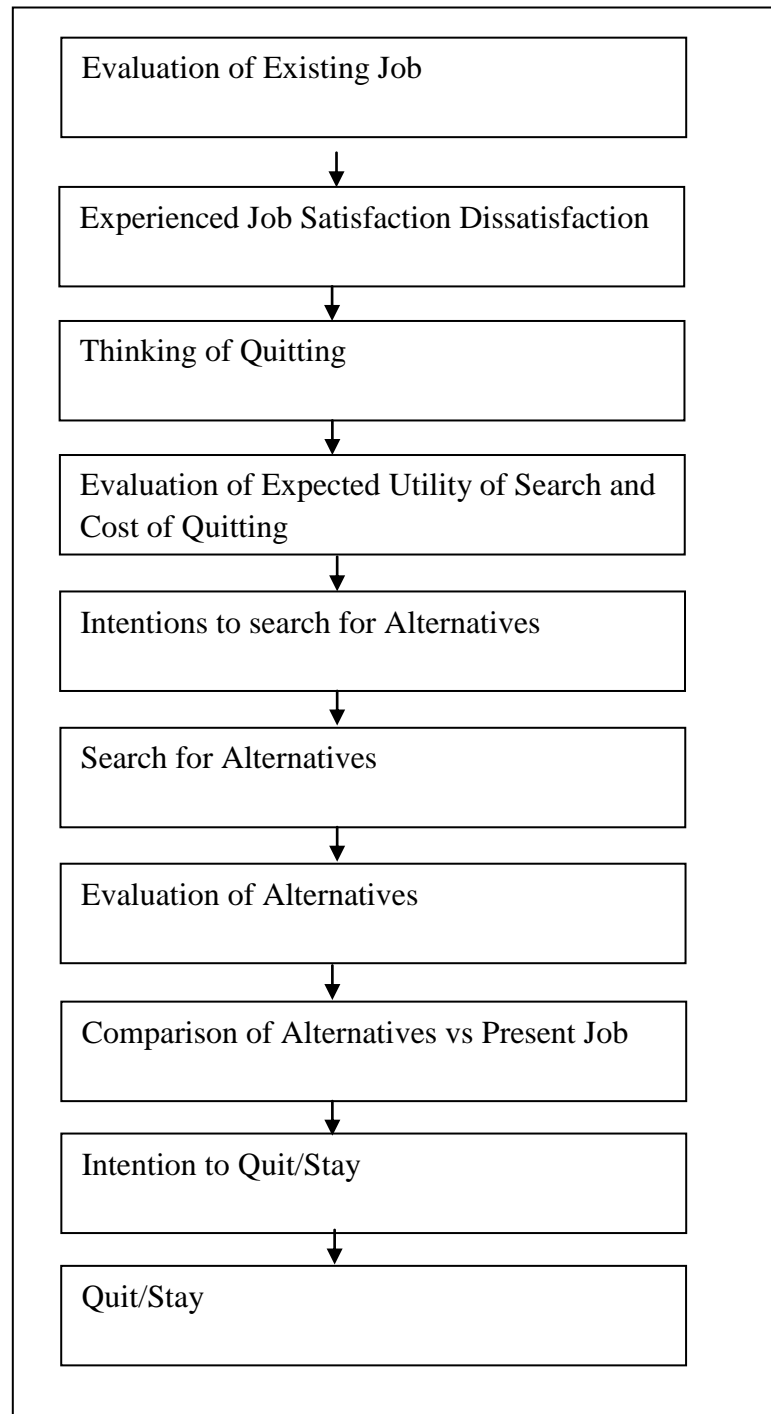 Evaluation of Existing Job
Experienced Job Satisfaction Dissatisfaction
Thinking of Quitting
Evaluation of Expected Utility of Search and
Cost of Quitting
Intentions to search for Alternatives
Search for Alternatives
Evaluation of Alternatives
Comparison of Alternatives vs Present Job
Intention to Quit/Stay
Quit/Stay